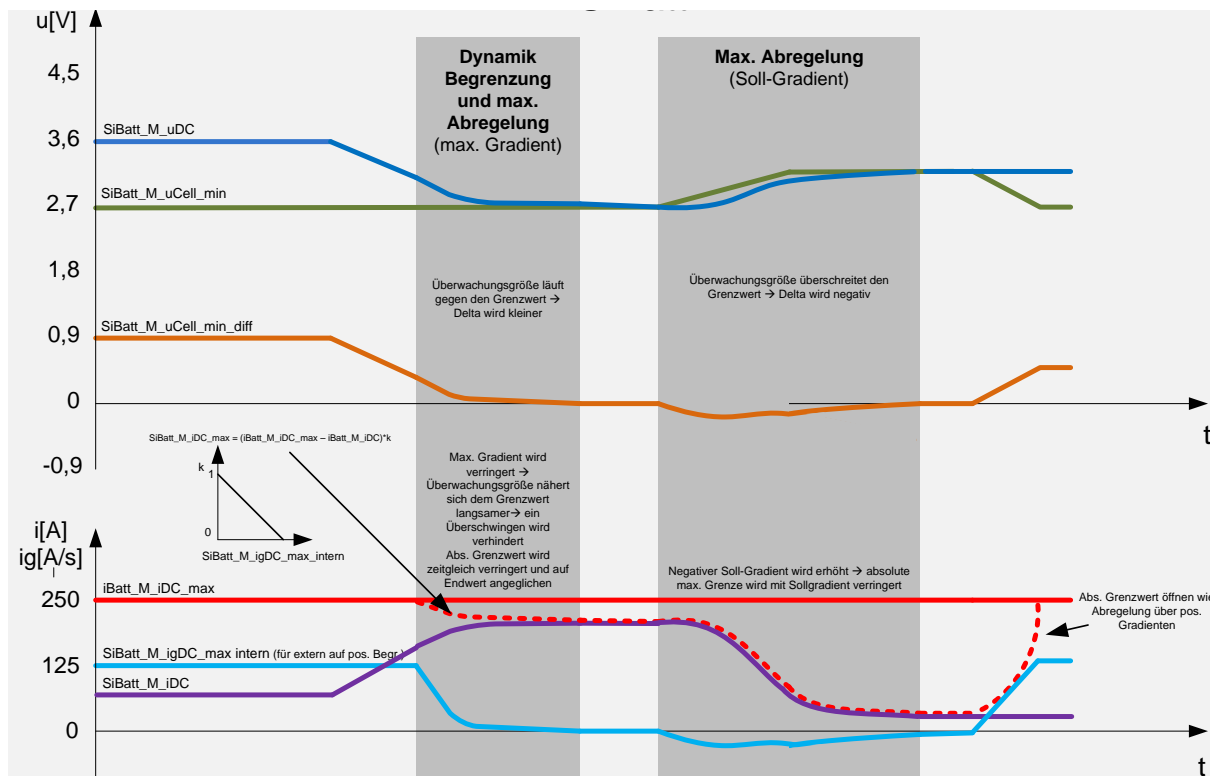 u[V]
4,5
3,6
2,7
1,8
0,9
0
-0,9
Dynamik
Begrenzung
und max.
Abregelung
(max. Gradient)
Max. Abregelung
(Soll-Gradient)
SiBatt_M_uDC
SiBatt_M_uCell_min
Überwachungsgröße läuft
gegen den Grenzwert →
Delta wird kleiner
Überwachungsgröße überschreitet den
Grenzwert → Delta wird negativ
SiBatt_M_uCell_min_diff
t
SiBatt_M_iDC_max = (iBatt_M_iDC_max – iBatt_M_iDC)*k
k
1
0
SiBatt_M_igDC_max_intern
Max. Gradient wird
verringert →
Überwachungsgröße nähert
sich dem Grenzwert
langsamer→ ein
Überschwingen wird
verhindert
Abs. Grenzwert wird
zeitgleich verringert und auf
Endwert angeglichen
Negativer Soll-Gradient wird erhöht → absolute
max. Grenze wird mit Sollgradient verringert
i[A]
ig[A/s]
iBatt_M_iDC_max
250
Abs. Grenzwert öffnen wie
Abregelung über pos.
Gradienten
SiBatt_M_igDC_max intern (für extern auf pos. Begr.)
125
SiBatt_M_iDC
0
t